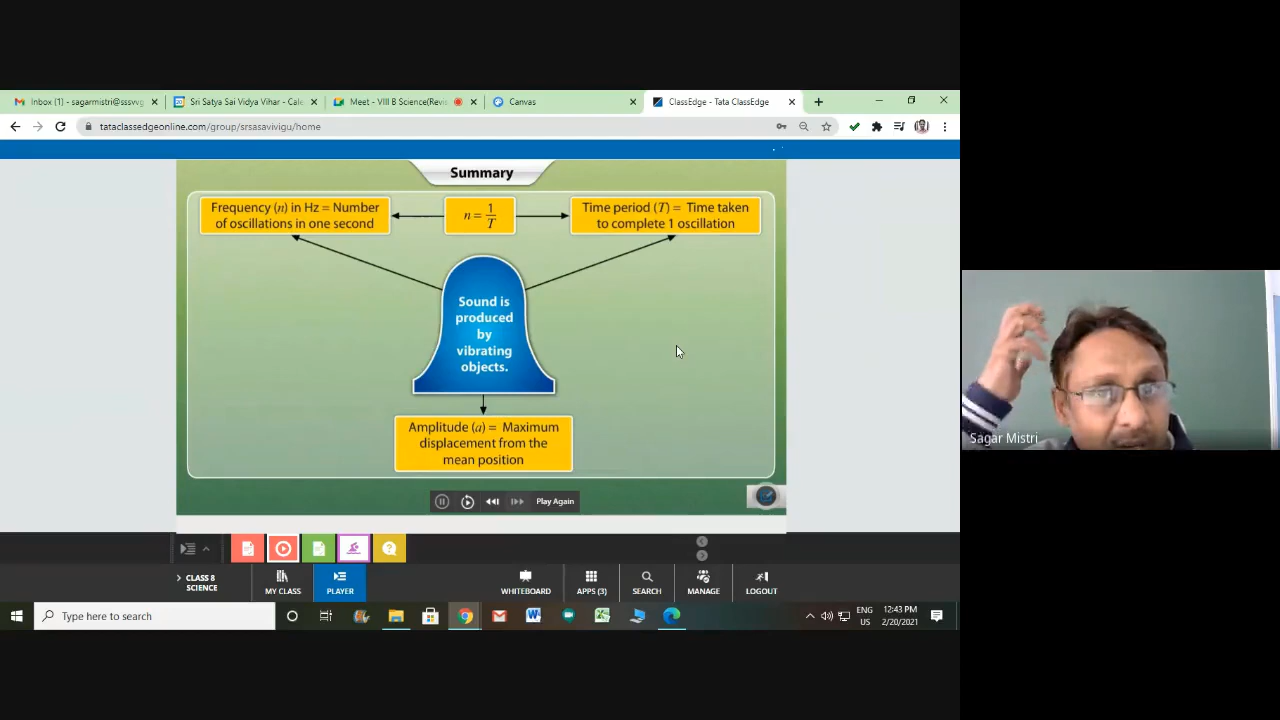 Inbox (1) - sagarmistri@sssvvg
Sri Satya Sai Vidya Vihar - Cale
Meet - VIII B Science(Revis
Canvas
ClassEdge - Tata ClassEdge
tataclassedgeonline.com/group/srsasavivigu/home
Summary
Frequency (n) in Hz = Number
of oscillations in one second
n = 1/T
Time period (T) = Time taken
to complete 1 oscillation
Sound is
produced
by
vibrating
objects.
Amplitude (a) = Maximum
displacement from the
mean position
Play Again
Sagar Mistri
CLASS 8
SCIENCE
MY CLASS
PLAYER
WHITEBOARD
APPS (3)
SEARCH
MANAGE
LOGOUT
Type here to search
ENG
US
12:43 PM
2/20/2021